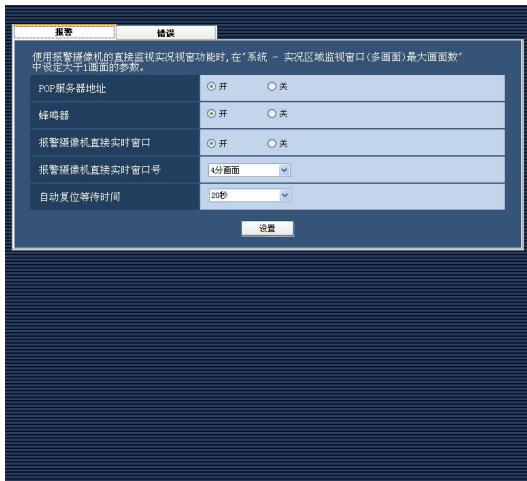 报警 错误
使用报警摄像机的直接监视实况视窗功能时,在"系统 - 实况区域监视窗口(多画面)最大画面数"
中设定大于1画面的参数。
POP服务器地址 开 关
蜂鸣器 开 关
报警摄像机直接实时窗口 开 关
报警摄像机直接实时窗口号 4分画面
自动复位等待时间 20秒
设置